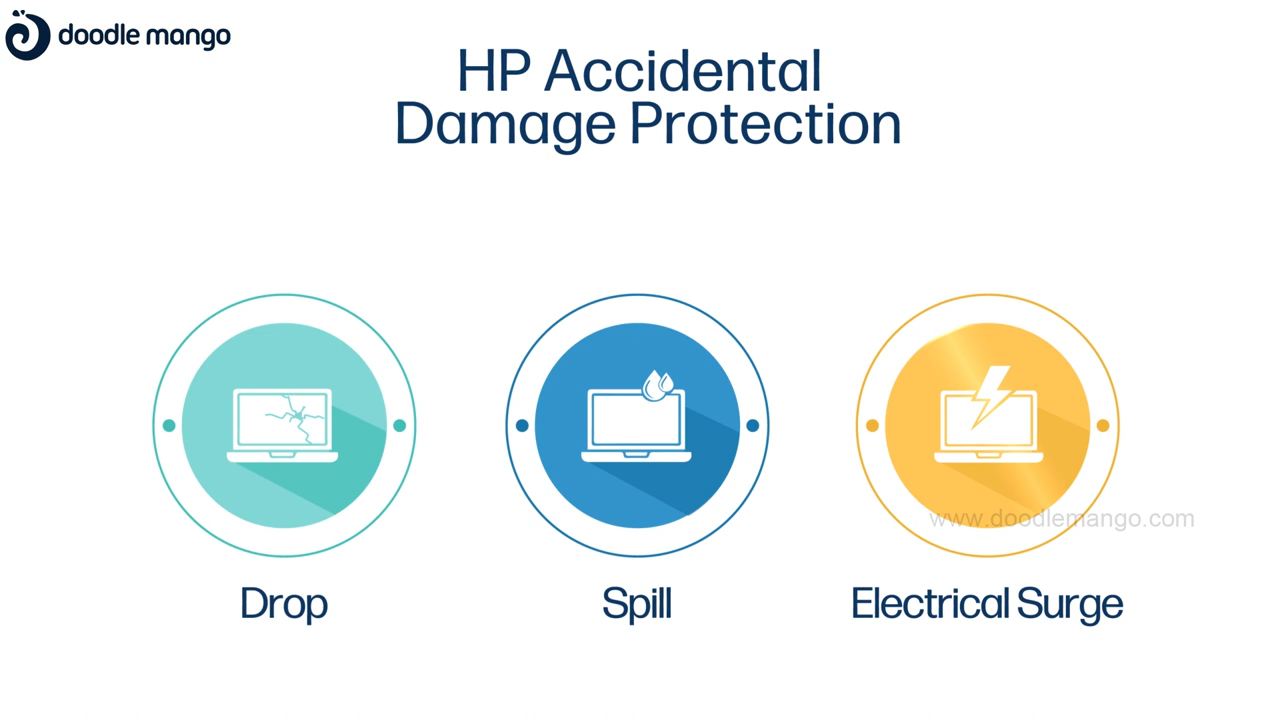 doodle mango
HP Accidental
Damage Protection
www.doodlemango.com
Drop
Spill
Electrical Surge